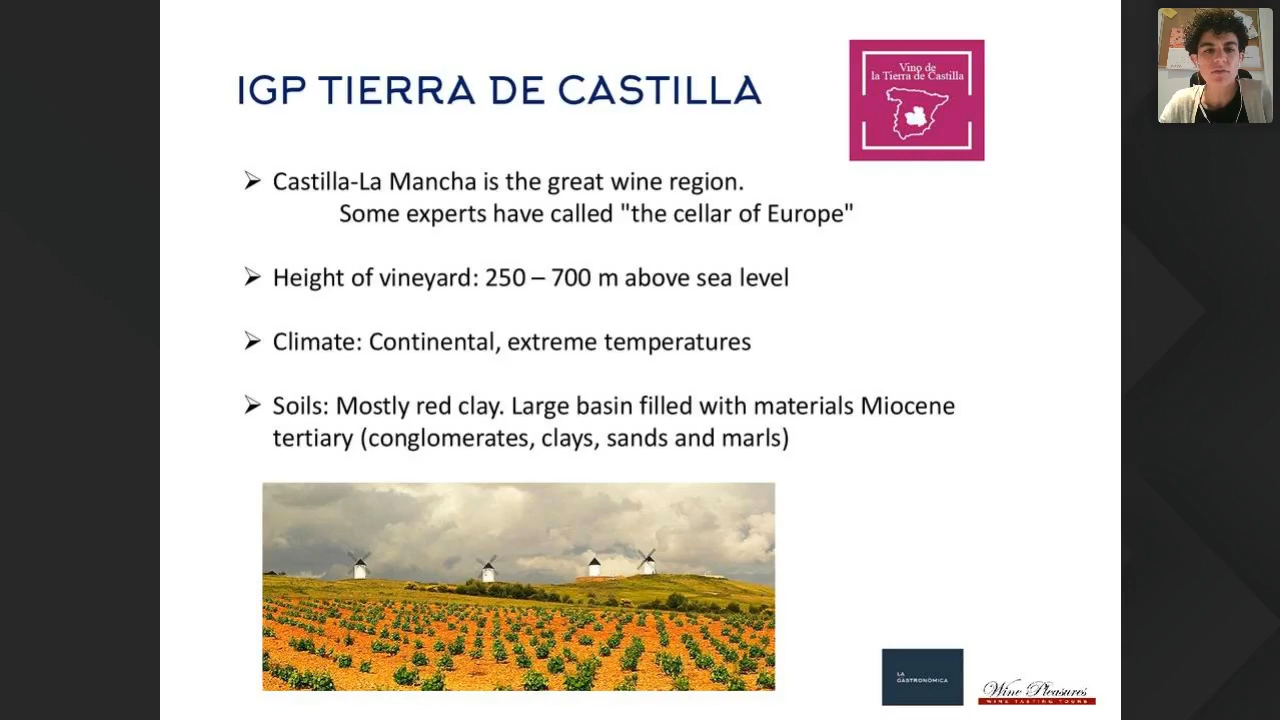 IGP TIERRA DE CASTILLA
Vino de
la Tierra de Castilla
Castilla-La Mancha is the great wine region.
Some experts have called "the cellar of Europe"
Height of vineyard: 250 – 700 m above sea level
Climate: Continental, extreme temperatures
Soils: Mostly red clay. Large basin filled with materials Miocene
tertiary (conglomerates, clays, sands and marls)
LA
GASTRONÓMICA
Wine Pleasures
WINE TASTING TOURS